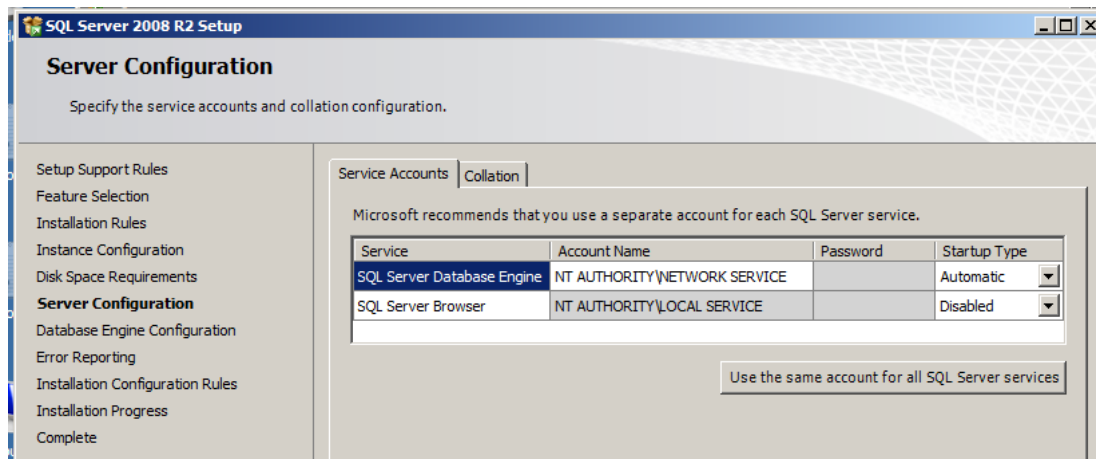 SQL Server 2008 R2 Setup
Server Configuration
Specify the service accounts and collation configuration.
Setup Support Rules
Feature Selection
Installation Rules
Instance Configuration
Disk Space Requirements
Server Configuration
Database Engine Configuration
Error Reporting
Installation Configuration Rules
Installation Progress
Complete
Service Accounts Collation
Microsoft recommends that you use a separate account for each SQL Server service.
Service Account Name Password Startup Type
SQL Server Database Engine NT AUTHORITY\NETWORK SERVICE Automatic
SQL Server Browser NT AUTHORITY\LOCAL SERVICE Disabled
Use the same account for all SQL Server services